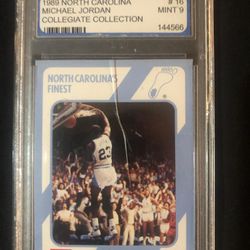 1989 NORTH CAROLINA # 16
MICHAEL JORDAN MINT 9
COLLEGIATE COLLECTION
144566
NORTH CAROLINA'S
FINEST
23